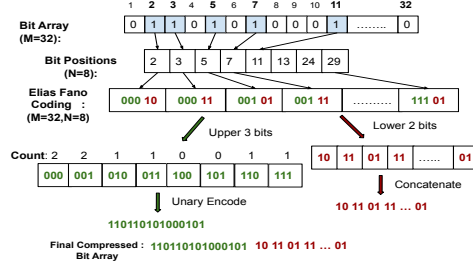 1 2 3 4 5 6 7 8 9 10 11 32
Bit Array (M=32): 0 1 1 0 1 0 1 0 0 0 1 ........ 0
Bit Positions (N=8): 2 3 5 7 11 13 24 29
Elias Fano Coding : (M=32,N=8) 000 10 000 11 001 01 001 11 .......... 111 01
Upper 3 bits Lower 2 bits
Count: 2 2 1 1 0 0 1 1
000 001 010 011 100 101 110 111
10 11 01 11 ...... 01
Unary Encode Concatenate
110110101000101
10 11 01 11 ... 01
Final Compressed : Bit Array 110110101000101 10 11 01 11 ... 01